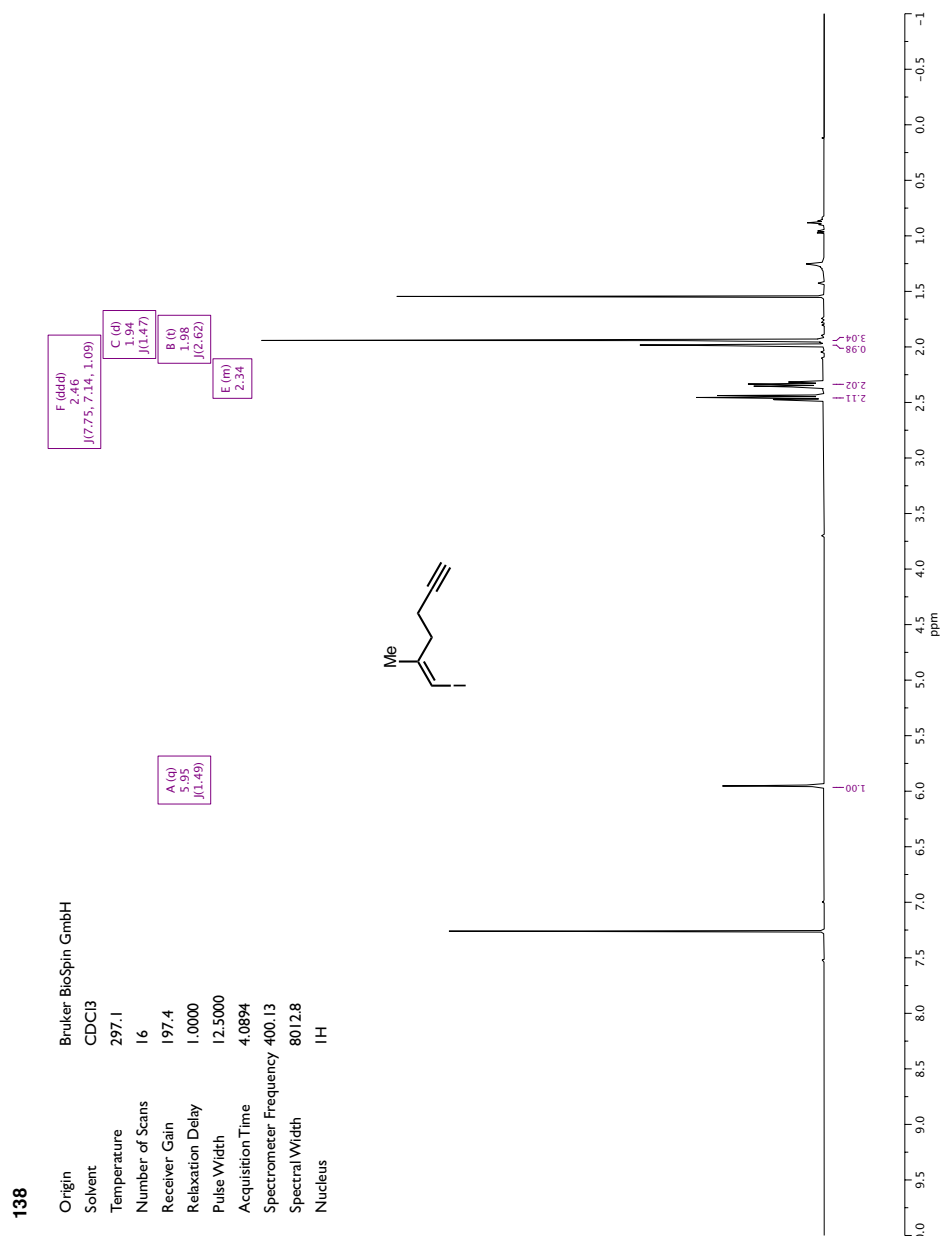 138
Origin Bruker BioSpin GmbH
Solvent CDCl3
Temperature 297.1
Number of Scans 16
Receiver Gain 197.4
Relaxation Delay 1.0000
Pulse Width 12.5000
Acquisition Time 4.0894
Spectrometer Frequency 400.13
Spectral Width 8012.8
Nucleus 1H
F (ddd)
2.46
J(7.75, 7.14, 1.09)
C (d)
1.94
J(1.47)
A (q)
5.95
J(1.49)
B (t)
1.98
J(2.62)
E (m)
2.34
Me
I
1.00
2.11
2.02
0.98
3.04
9.0 9.5 9.0 8.5 8.0 7.5 7.0 6.5 6.0 5.5 5.0 4.5 4.0 3.5 3.0 2.5 2.0 1.5 1.0 0.5 0.0 -0.5 -1
ppm